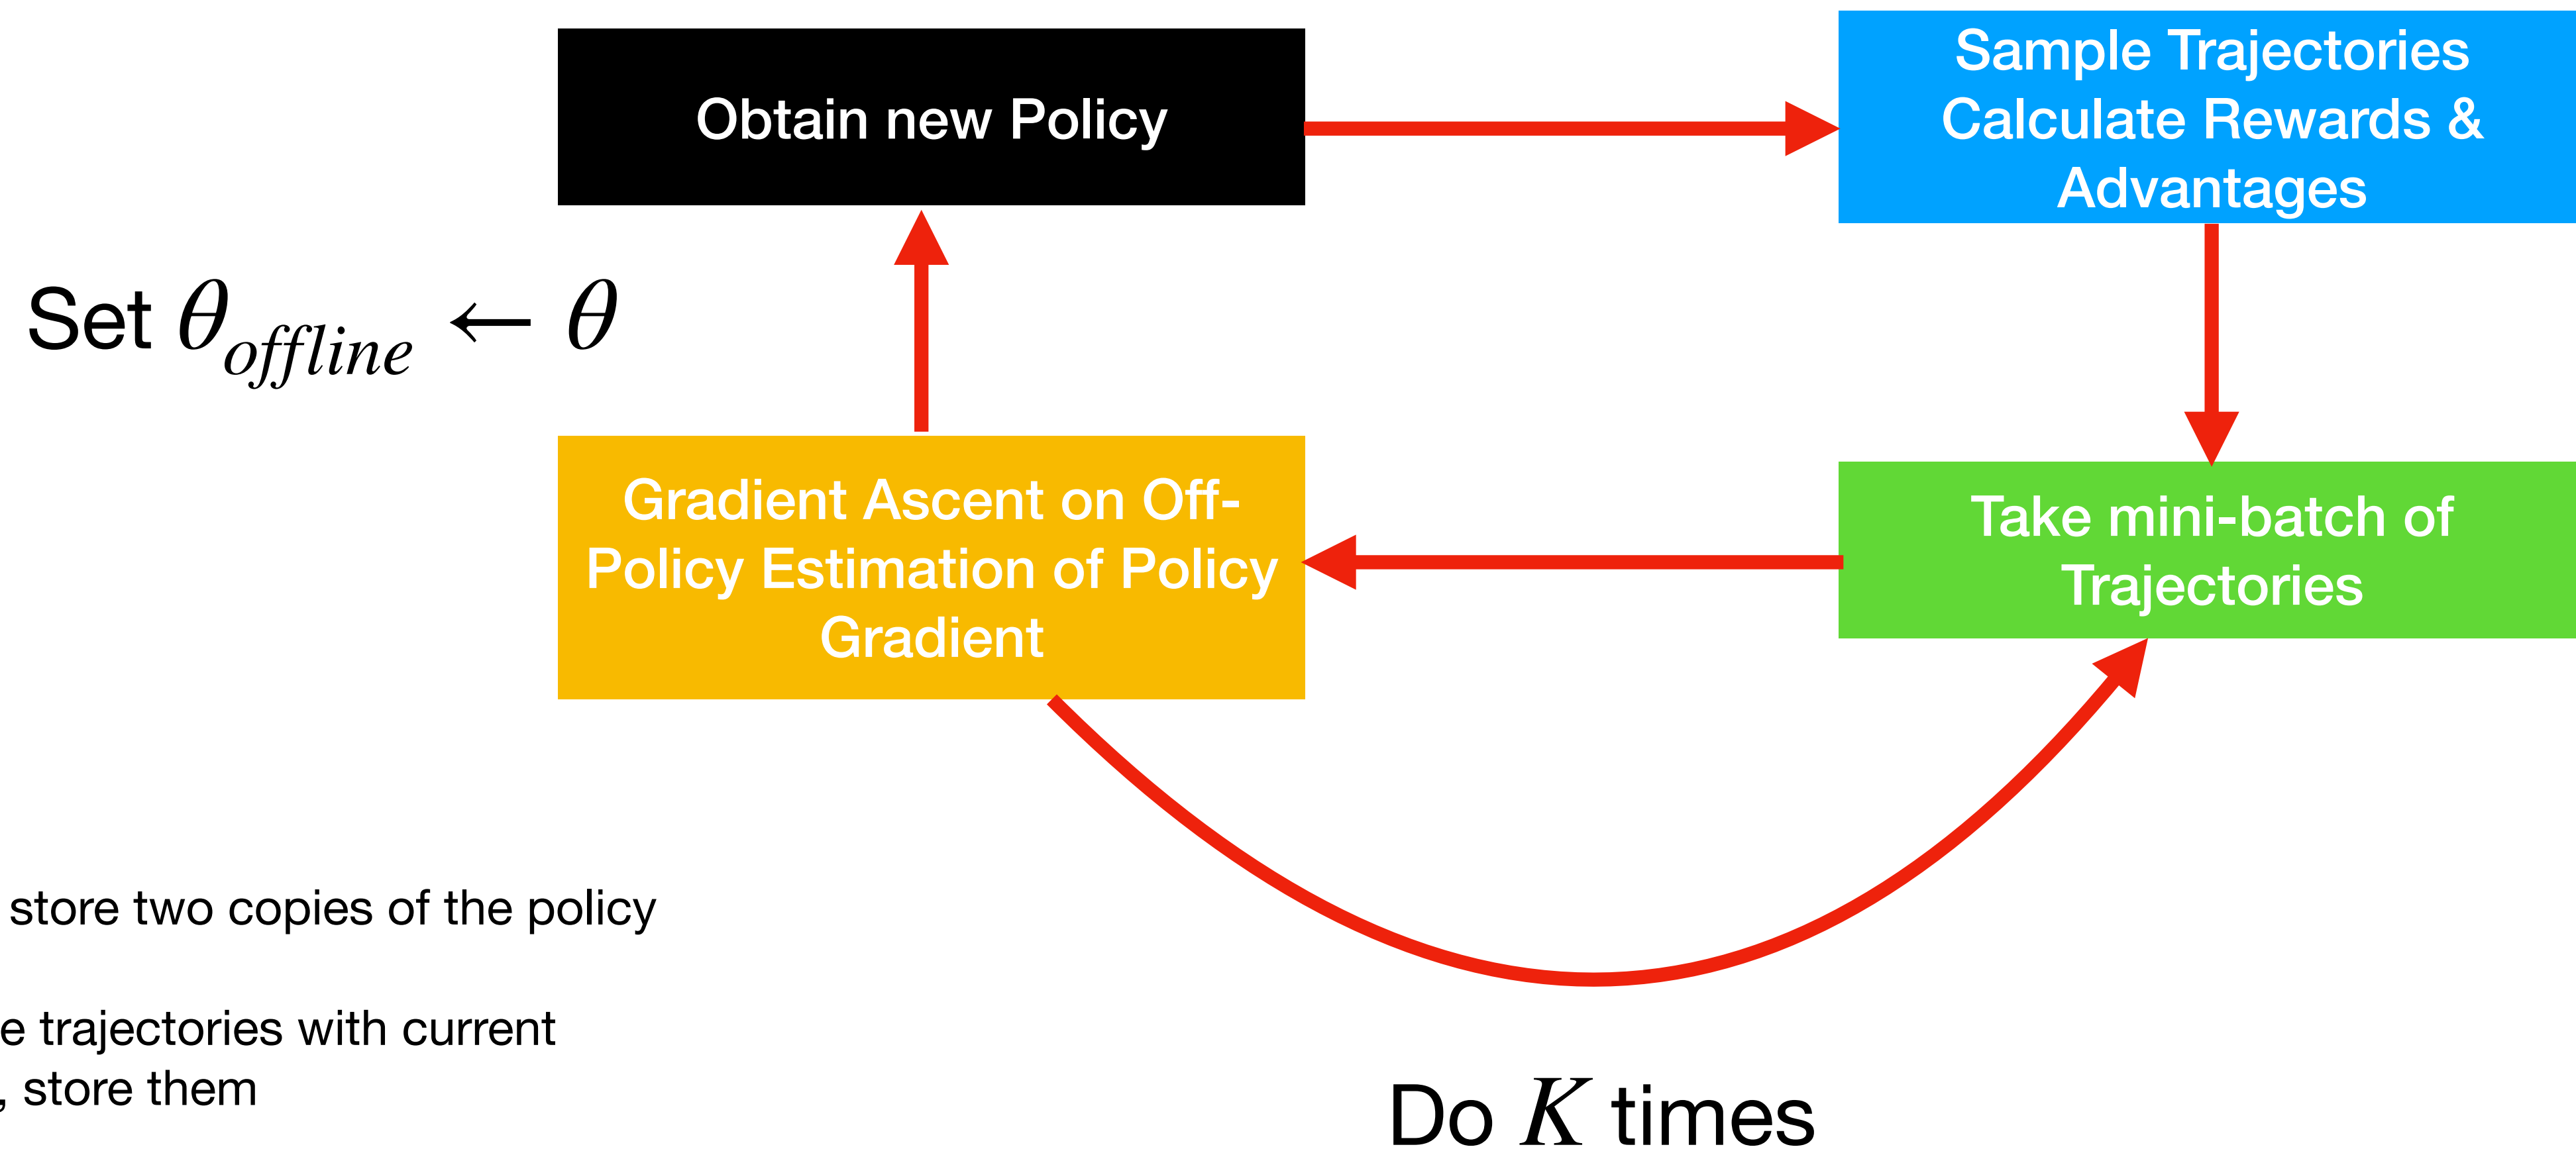 Obtain new Policy
Sample Trajectories
Calculate Rewards &
Advantages
Set θ_offline ← θ
Gradient Ascent on Off-
Policy Estimation of Policy
Gradient
Take mini-batch of
Trajectories
store two copies of the policy
trajectories with current
, store them
Do K times